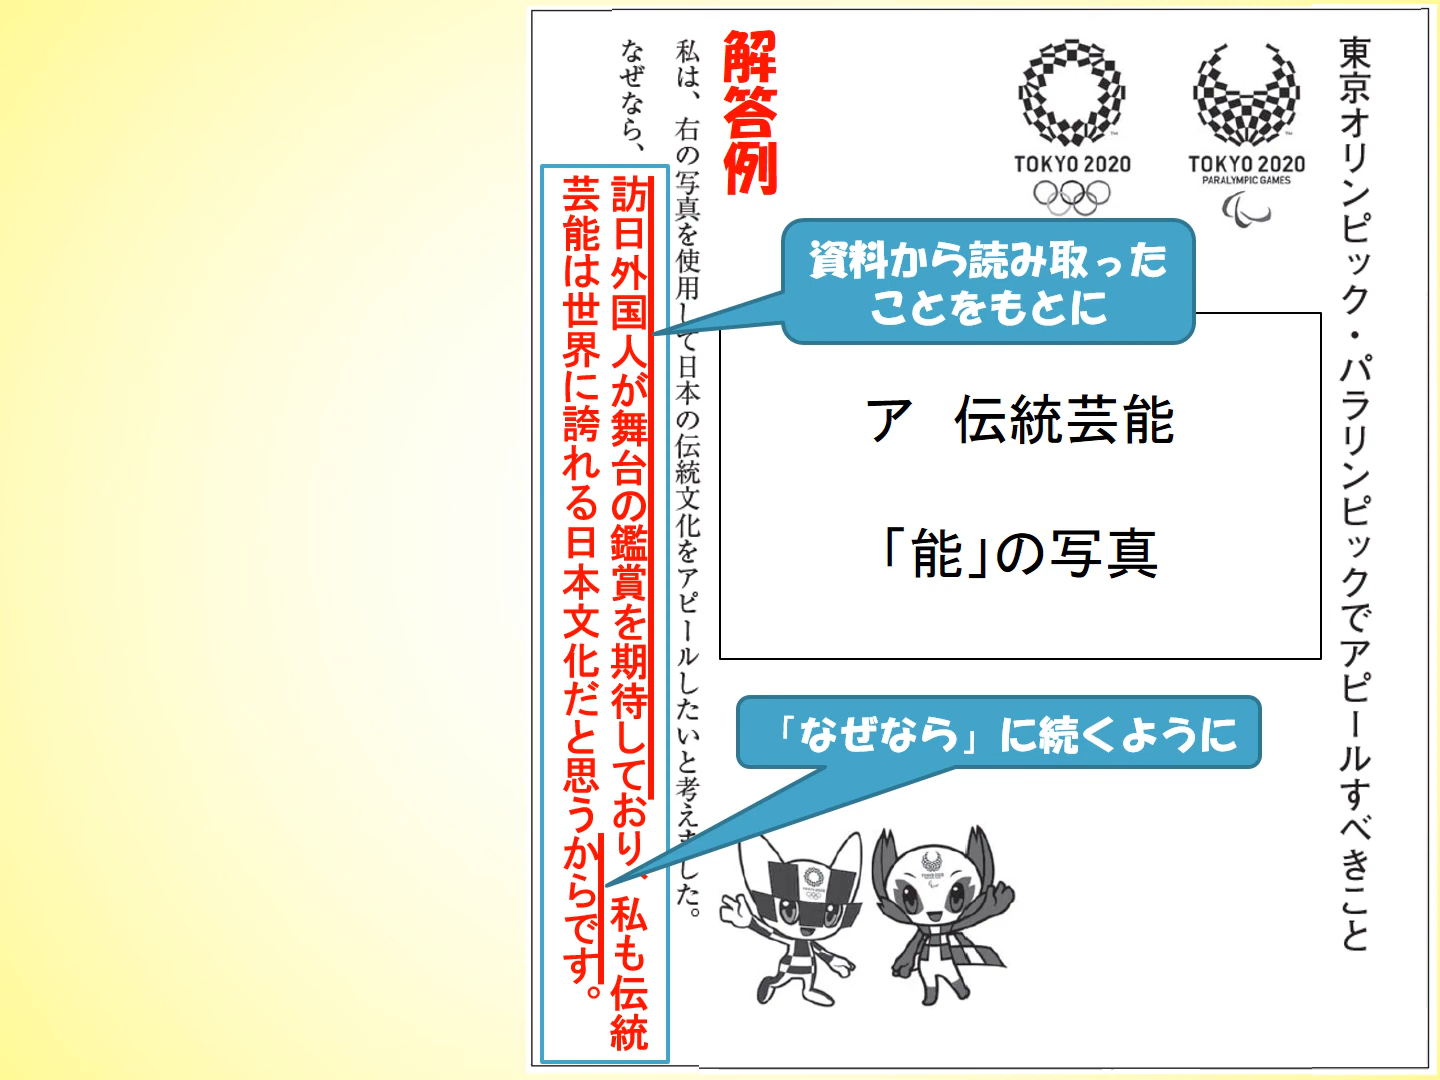 東京オリンピック・パラリンピックでアピールすべきこと
TOKYO 2020
PARALYMPIC GAMES
TOKYO 2020
ア　伝統芸能
「能」の写真
資料から読み取った
ことをもとに
「なぜなら」に続くように
解答例
私は、右の写真を使用して日本の伝統文化をアピールしたいと考えました。
なぜなら、
訪日外国人が舞台の鑑賞を期待しており、私も伝統
芸能は世界に誇れる日本文化だと思うからです。